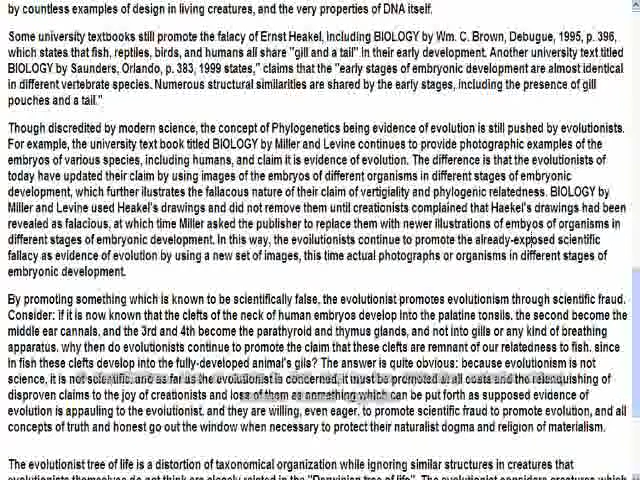 by countless examples of design in living creatures, and the very properties of DNA itself.
Some university textbooks still promote the falacy of Ernst Heakel, including BIOLOGY by Wm. C. Brown, Debugue, 1995, p. 396,
which states that fish, reptiles, birds, and humans all share "gill and a tail" in their early development. Another university text titled
BIOLOGY by Saunders, Orlando, p. 383, 1999 states," claims that the "early stages of embryonic development are almost identical
in different vertebrate species. Numerous structural similarities are shared by the early stages, including the presence of gill
pouches and a tail."
Though discredited by modern science, the concept of Phylogenetics being evidence of evolution is still pushed by evolutionists.
For example, the university text book titled BIOLOGY by Miller and Levine continues to provide photographic examples of the
embryos of various species, including humans, and claim it is evidence of evolution. The difference is that the evolutionists of
today have updated their claim by using images of the embryos of different organisms in different stages of embryonic
development, which further illustrates the fallacous nature of their claim of vertigiality and phylogenic relatedness. BIOLOGY by
Miller and Levine used Heakel's drawings and did not remove them until creationists complained that Haekel's drawings had been
revealed as falacious, at which time Miller asked the publisher to replace them with newer illustrations of embyos of organisms in
different stages of embryonic development. In this way, the evoilutionists continue to promote the already-exposed scientific
fallacy as evidence of evolution by using a new set of images, this time actual photographs or organisms in different stages of
embryonic development.
By promoting something which is known to be scientifically false, the evolutionist promotes evolutionism through scientific fraud.
Consider: if it is now known that the clefts of the neck of human embryos develop into the palatine tonsils, the second become the
middle ear cannals, and the 3rd and 4th become the parathyroid and thymus glands, and not into gills or any kind of breathing
apparatus, why then do evolutionists continue to promote the claim that these clefts are remnant of our relatedness to fish, since
in fish these clefts develop into the fully-developed animal's gils? The answer is quite obvious: because evolutionism is not
science, it is not scientific, and as far as the evolutionist is concerned, it must be promoted at all costs and the relenquishing of
disproven claims to the joy of creationists and loss of them as something which can be put forth as supposed evidence of
evolution is appauling to the evolutionist, and they are willing, even eager, to promote scientific fraud to promote evolution, and all
concepts of truth and honest go out the window when necessary to protect their naturalist dogma and religion of materialism.
The evolutionist tree of life is a distortion of taxonomical organization while ignoring similar structures in creatures that
evolutionists themselves do not think are closely related in the "Darwinian tree of life". The evolutionist considers creatures which